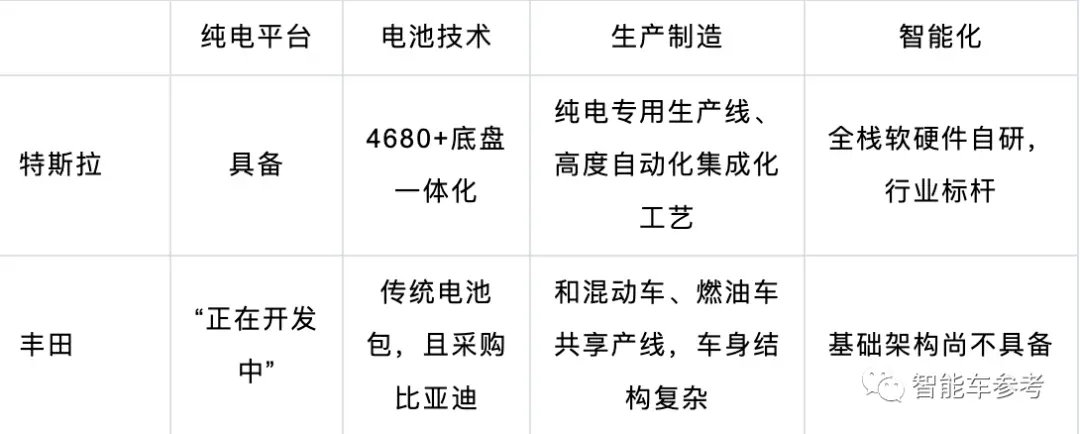 纯电平台 电池技术 生产制造 智能化
特斯拉
具备
4680+底盘
一体化
纯电专用生产线、
高度自动化集成化
工艺
全栈软硬件自研，
行业标杆
丰田
“正在开发
中”
传统电池
包，且采购
比亚迪
和混动车、燃油车
共享产线，车身结
构复杂
基础架构尚不具备
智能车参考